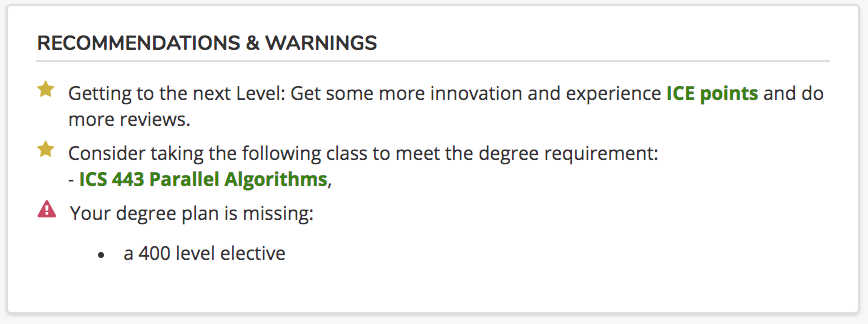 RECOMMENDATIONS & WARNINGS
Getting to the next Level: Get some more innovation and experience ICE points and do
more reviews.
Consider taking the following class to meet the degree requirement:
- ICS 443 Parallel Algorithms,
Your degree plan is missing:
• a 400 level elective